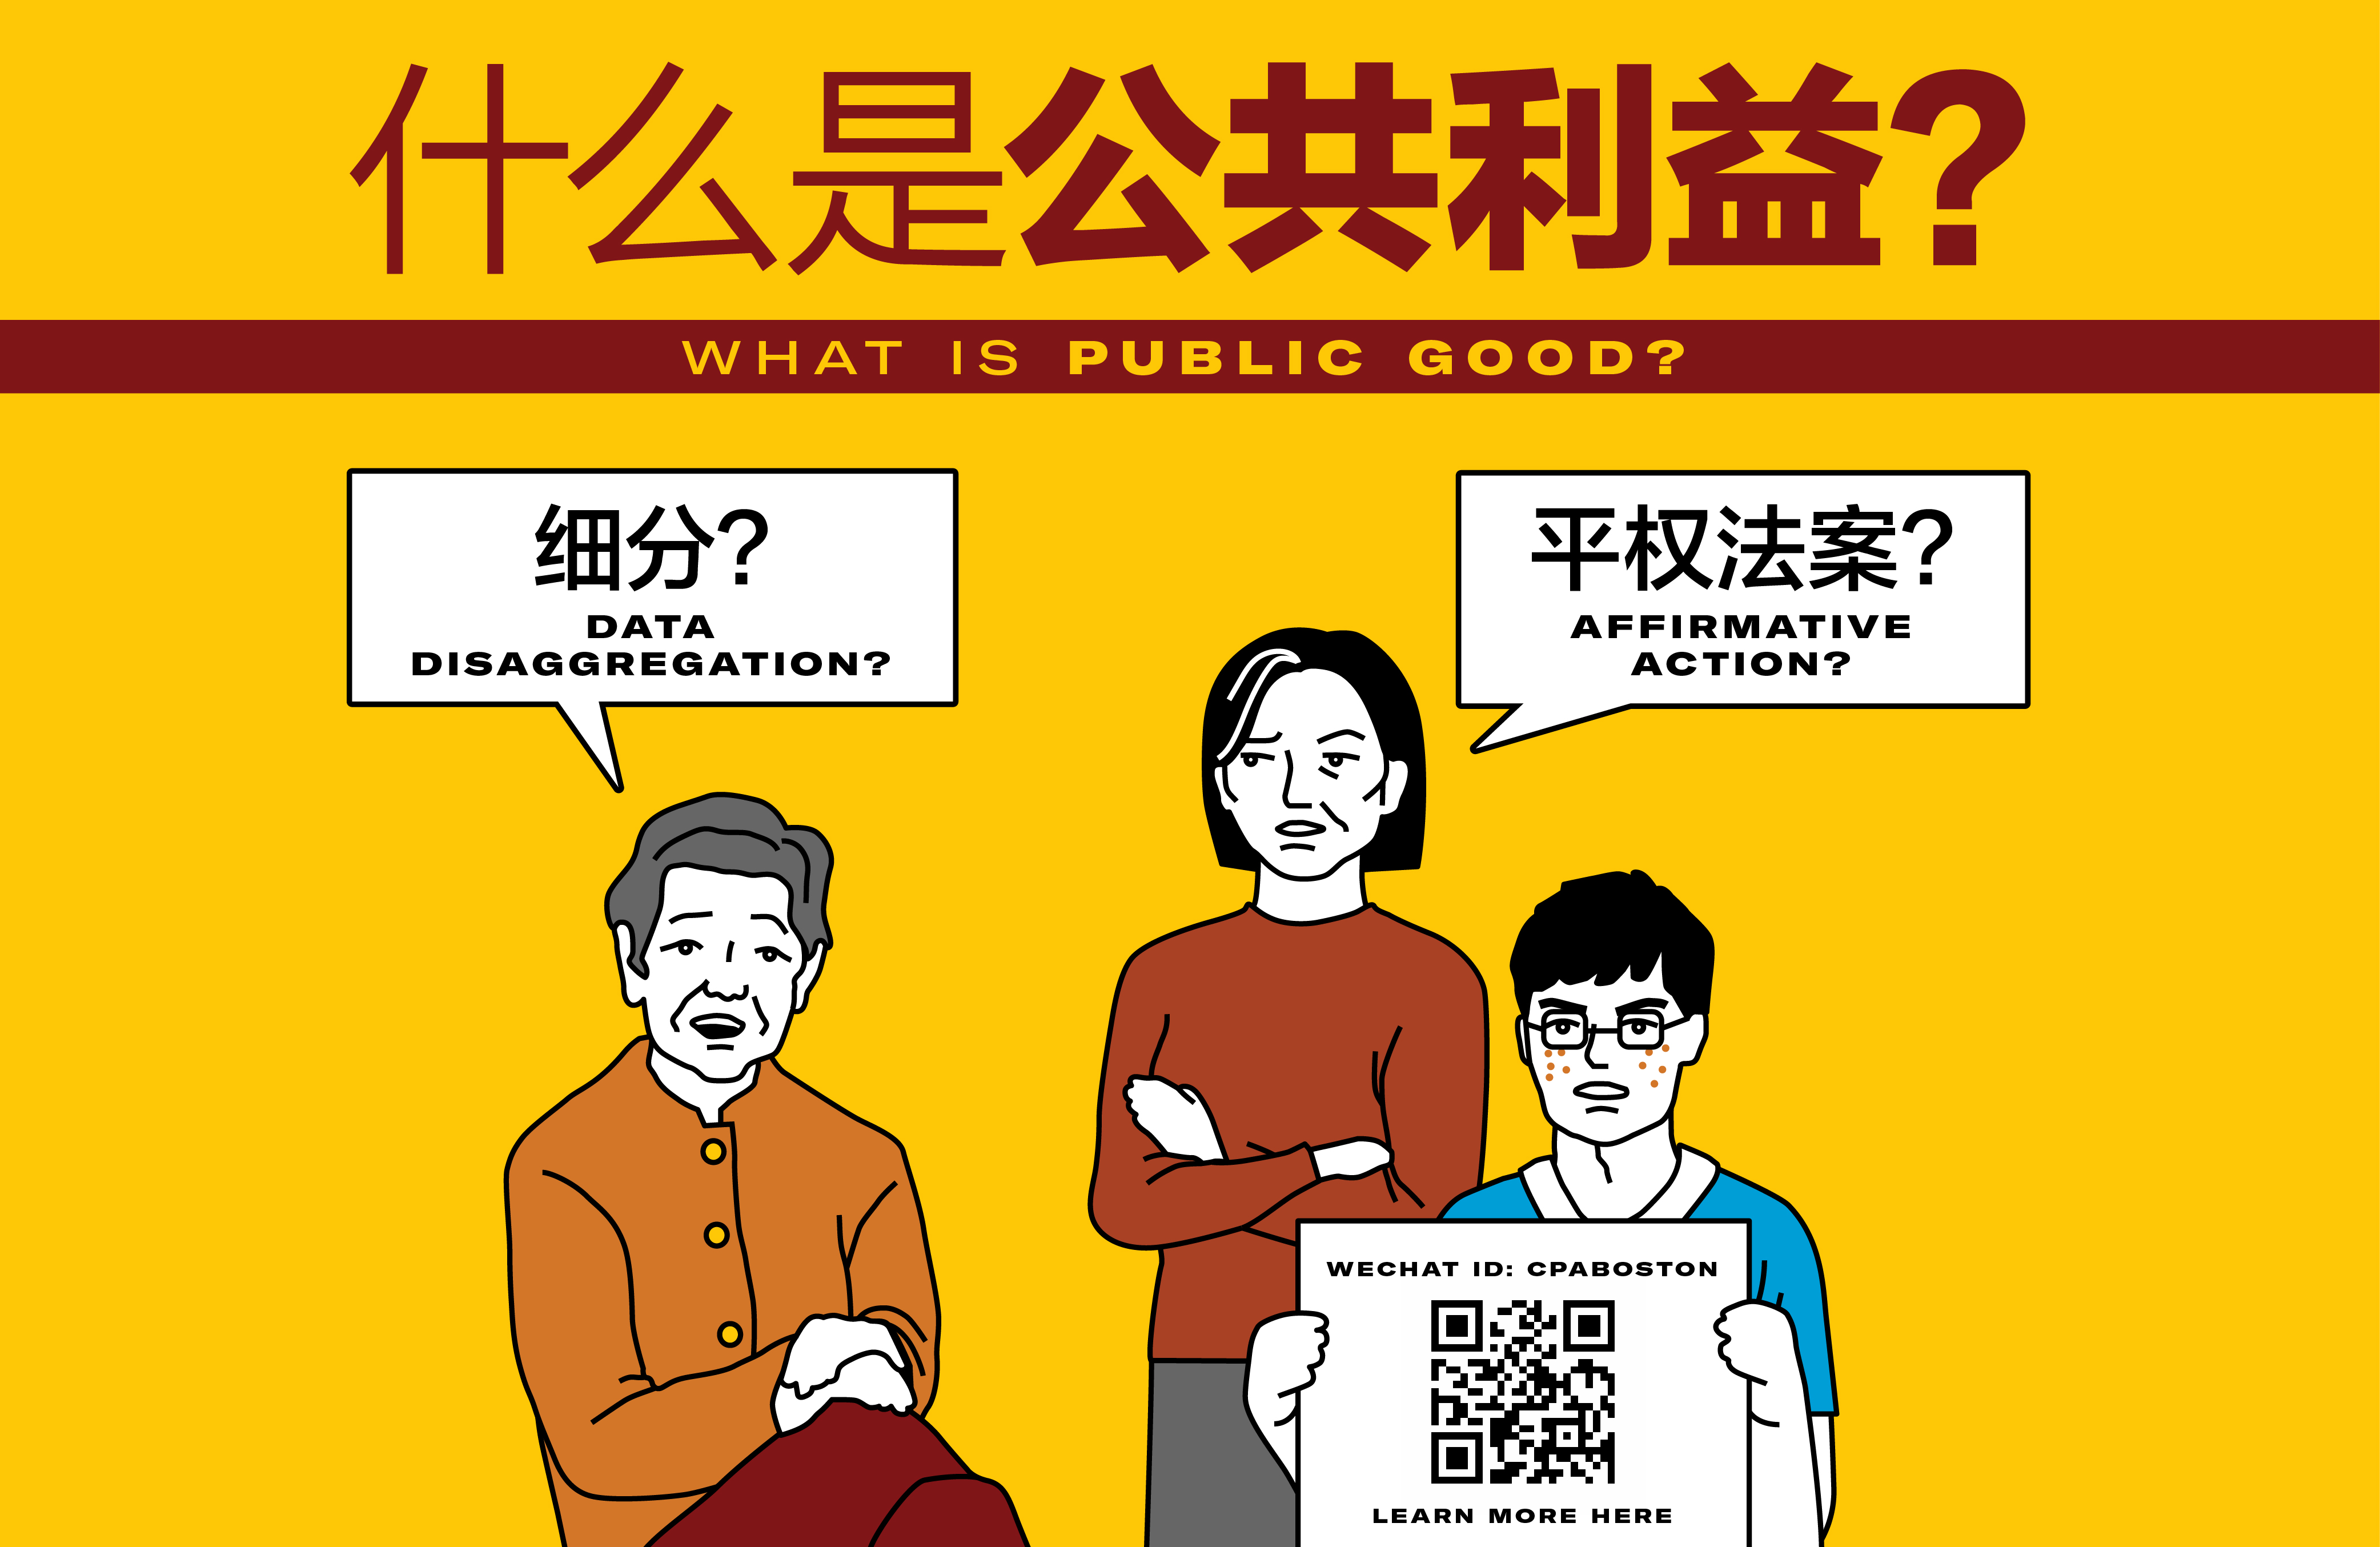 什么是公共利益?
WHAT IS PUBLIC GOOD?
细分?
DATA
DISAGGREGATION?
平权法案?
AFFIRMATIVE
ACTION?
WECHAT ID: CPABOSTON
LEARN MORE HERE